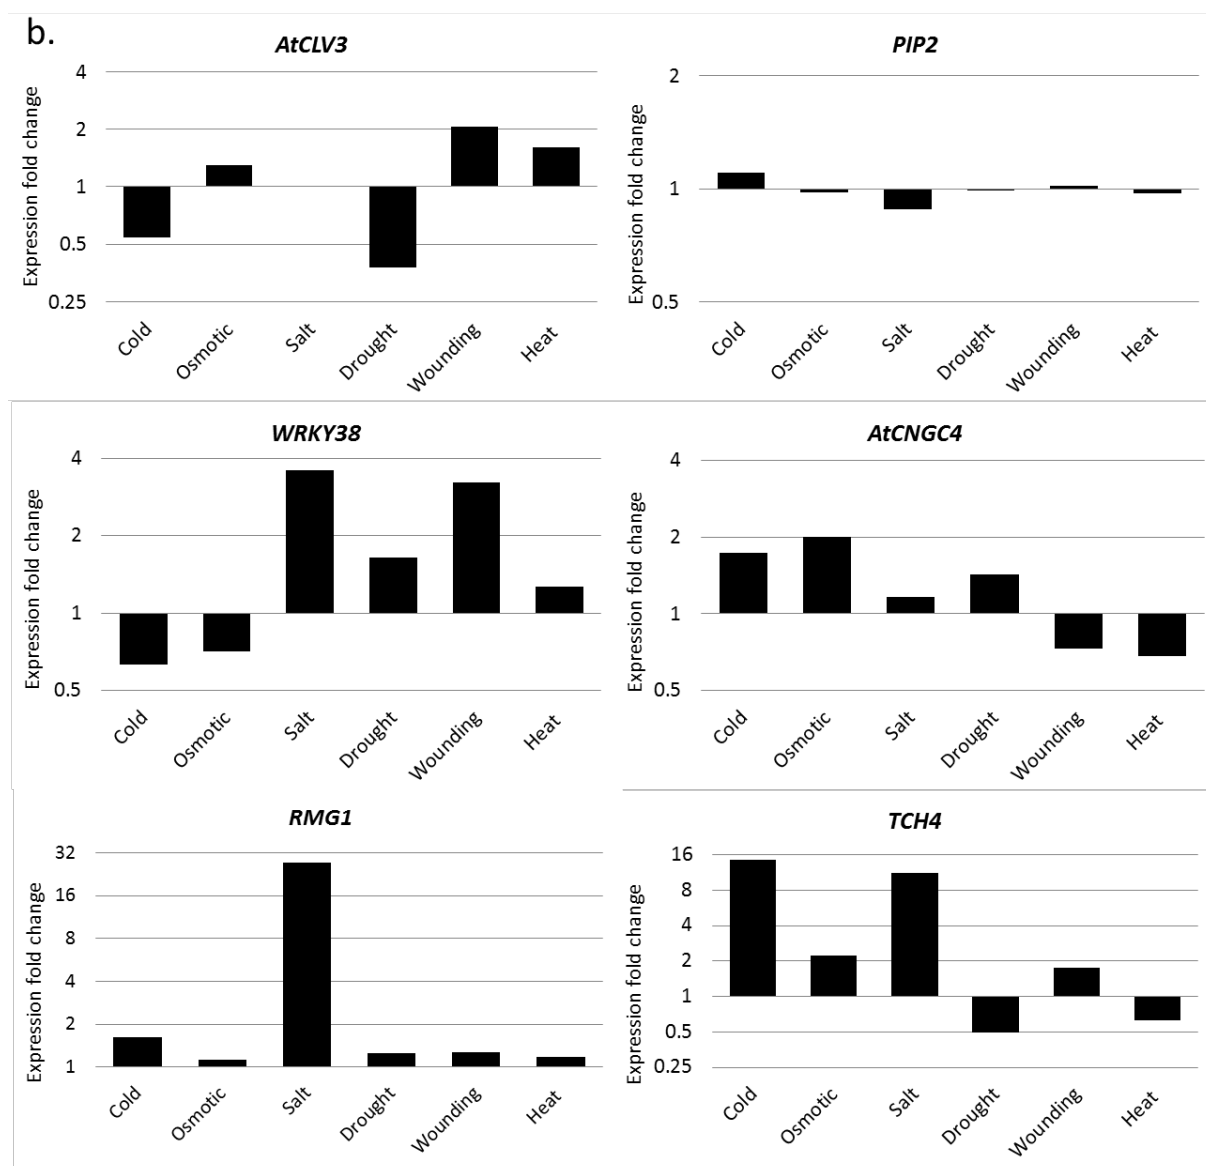 b.
AtCLV3
Expression fold change
4
2
1
0.5
0.25
Cold
Osmotic
Salt
Drought
Wounding
Heat
PIP2
Expression fold change
2
1
0.5
Cold
Osmotic
Salt
Drought
Wounding
Heat
WRKY38
Expression fold change
4
2
1
0.5
Cold
Osmotic
Salt
Drought
Wounding
Heat
AtCNGC4
Expression fold change
4
2
1
0.5
Cold
Osmotic
Salt
Drought
Wounding
Heat
RMG1
Expression fold change
32
16
8
4
2
1
Cold
Osmotic
Salt
Drought
Wounding
Heat
TCH4
Expression fold change
16
8
4
2
1
0.5
0.25
Cold
Osmotic
Salt
Drought
Wounding
Heat